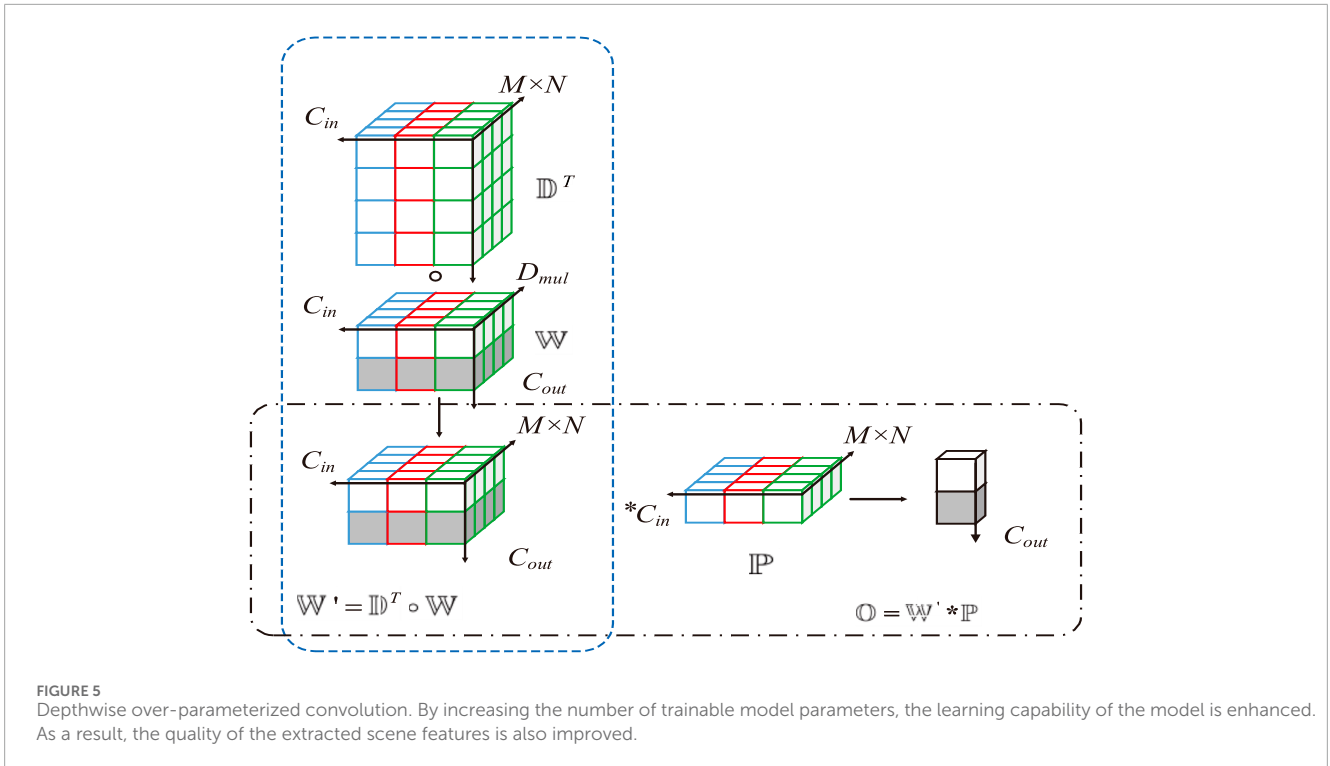 M×N
C_in
𝔻^T
∘
D_mul
C_in
𝕎
C_out
M×N
C_in
C_out
𝕎' = 𝔻^T ∘ 𝕎
M×N
*C_in
ℙ
C_out
𝕆 = 𝕎' * ℙ
FIGURE 5
Depthwise over-parameterized convolution. By increasing the number of trainable model parameters, the learning capability of the model is enhanced.
As a result, the quality of the extracted scene features is also improved.